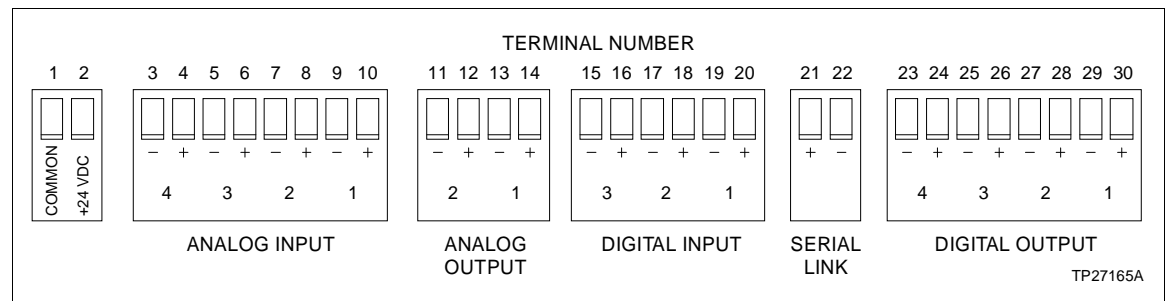 TERMINAL NUMBER
1 2 3 4 5 6 7 8 9 10 11 12 13 14 15 16 17 18 19 20 21 22 23 24 25 26 27 28 29 30
− + − + − + − + − + − + − + − + − + + − − + − + − + − +
COMMON
+24 VDC
4 3 2 1 2 1 3 2 1 4 3 2 1
ANALOG INPUT
ANALOG
OUTPUT
DIGITAL INPUT
SERIAL
LINK
DIGITAL OUTPUT
TP27165A